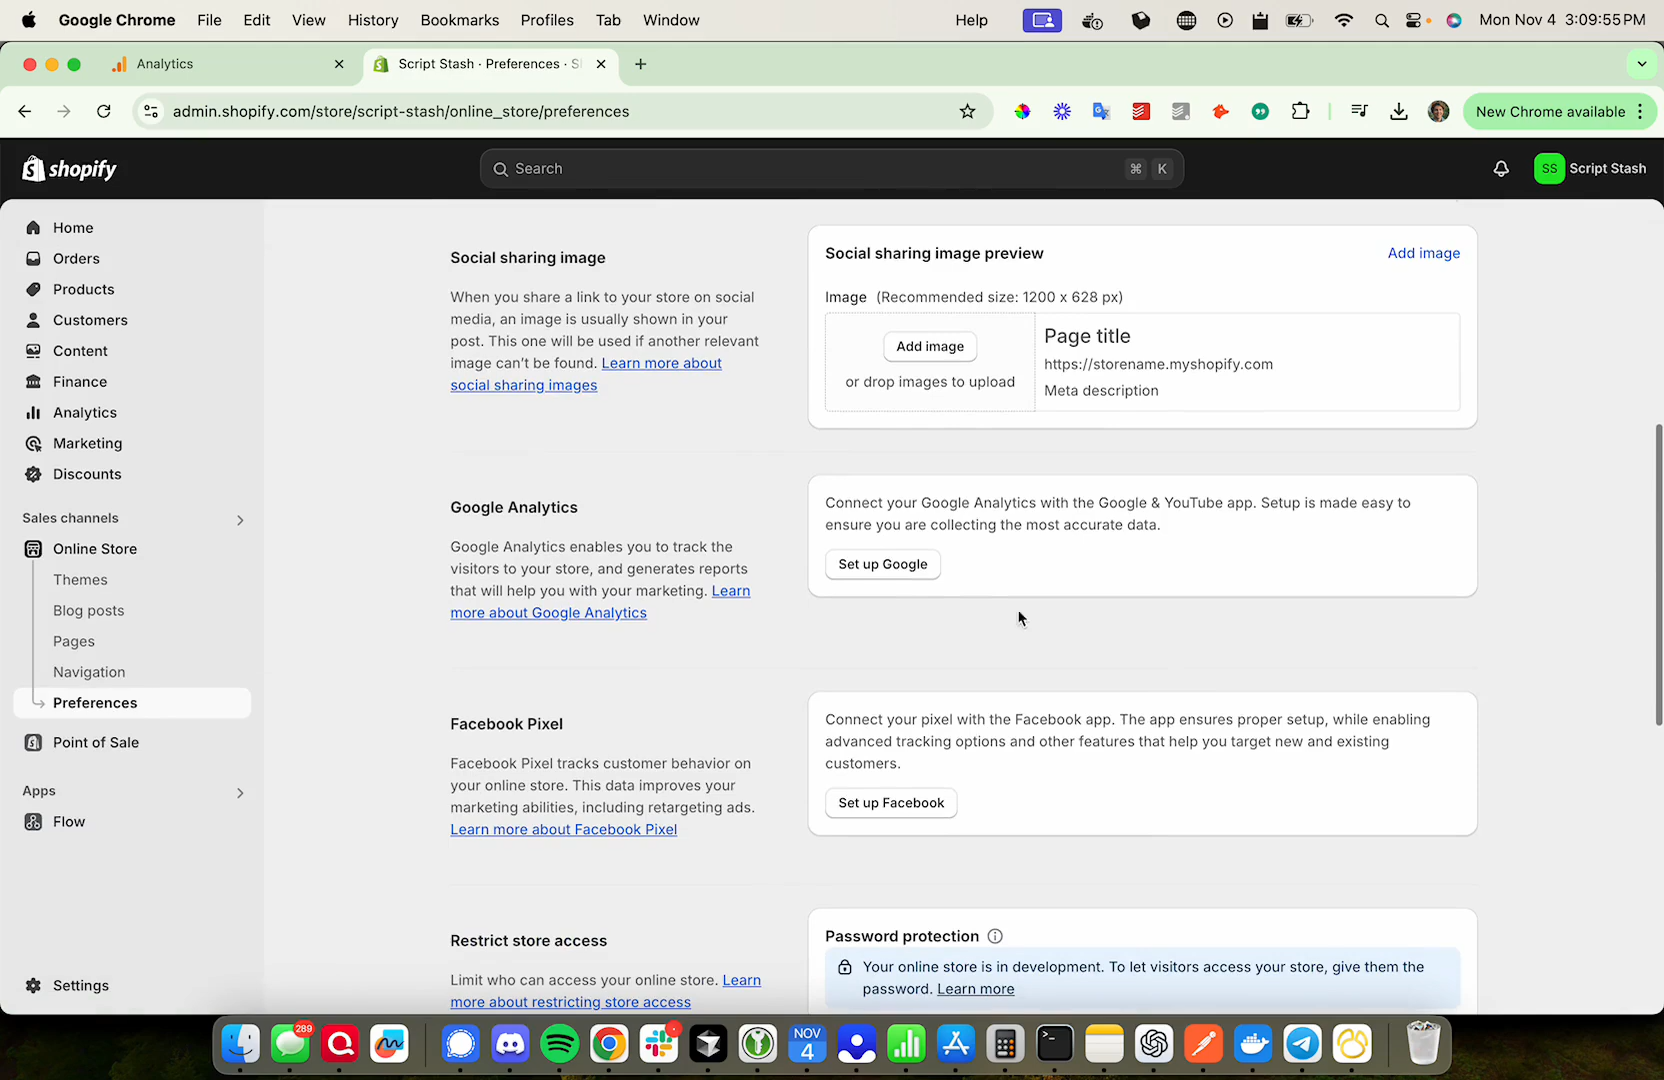 Google Chrome File Edit View History Bookmarks Profiles Tab Window Help Mon Nov 4 3:09:55 PM
Analytics
Script Stash · Preferences · S
admin.shopify.com/store/script-stash/online_store/preferences
New Chrome available
shopify
Search
⌘ K
SS
Script Stash
Home
Orders
Products
Customers
Content
Finance
Analytics
Marketing
Discounts
Sales channels
Online Store
Themes
Blog posts
Pages
Navigation
Preferences
Point of Sale
Apps
Flow
Settings
Social sharing image
When you share a link to your store on social
media, an image is usually shown in your
post. This one will be used if another relevant
image can't be found. Learn more about
social sharing images
Social sharing image preview
Add image
Image (Recommended size: 1200 x 628 px)
Add image
or drop images to upload
Page title
https://storename.myshopify.com
Meta description
Google Analytics
Google Analytics enables you to track the
visitors to your store, and generates reports
that will help you with your marketing. Learn
more about Google Analytics
Connect your Google Analytics with the Google & YouTube app. Setup is made easy to
ensure you are collecting the most accurate data.
Set up Google
Facebook Pixel
Facebook Pixel tracks customer behavior on
your online store. This data improves your
marketing abilities, including retargeting ads.
Learn more about Facebook Pixel
Connect your pixel with the Facebook app. The app ensures proper setup, while enabling
advanced tracking options and other features that help you target new and existing
customers.
Set up Facebook
Restrict store access
Limit who can access your online store. Learn
more about restricting store access
Password protection
Your online store is in development. To let visitors access your store, give them the
password. Learn more
289
NOV
4